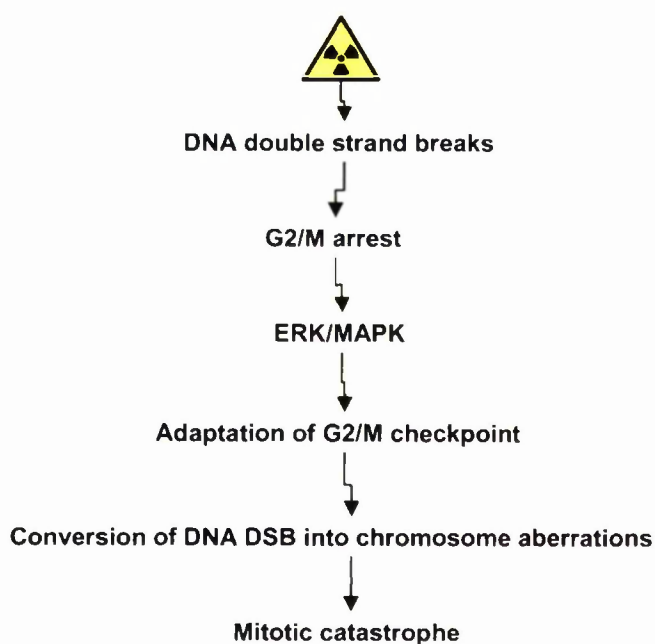 DNA double strand breaks
G2/M arrest
ERK/MAPK
Adaptation of G2/M checkpoint
Conversion of DNA DSB into chromosome aberrations
Mitotic catastrophe